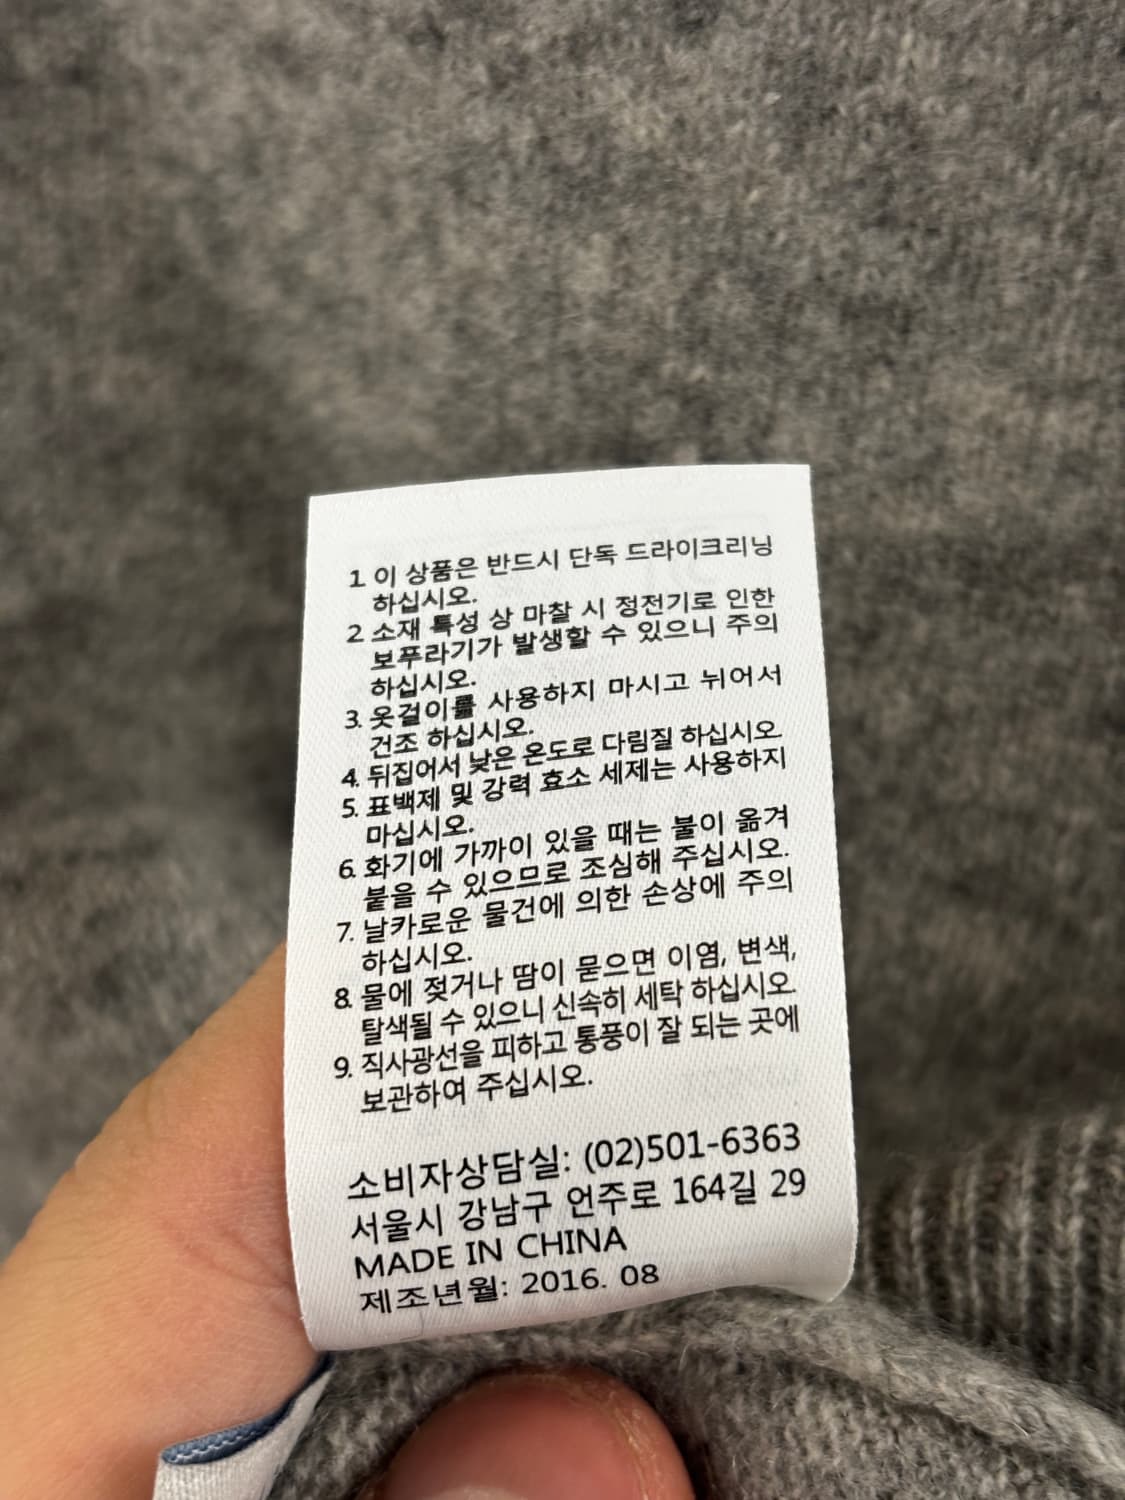 1. 이 상품은 반드시 단독 드라이크리닝
하십시오.
2. 소재 특성 상 마찰 시 정전기로 인한
보푸라기가 발생할 수 있으니 주의
하십시오.
3. 옷걸이를 사용하지 마시고 뉘어서
건조 하십시오.
4. 뒤집어서 낮은 온도로 다림질 하십시오.
5. 표백제 및 강력 효소 세제는 사용하지
마십시오.
6. 화기에 가까이 있을 때는 불이 옮겨
붙을 수 있으므로 조심해 주십시오.
7. 날카로운 물건에 의한 손상에 주의
하십시오.
8. 물에 젖거나 땀이 묻으면 이염, 변색,
탈색될 수 있으니 신속히 세탁 하십시오.
9. 직사광선을 피하고 통풍이 잘 되는 곳에
보관하여 주십시오.
소비자상담실: (02)501-6363
서울시 강남구 언주로 164길 29
MADE IN CHINA
제조년월: 2016. 08